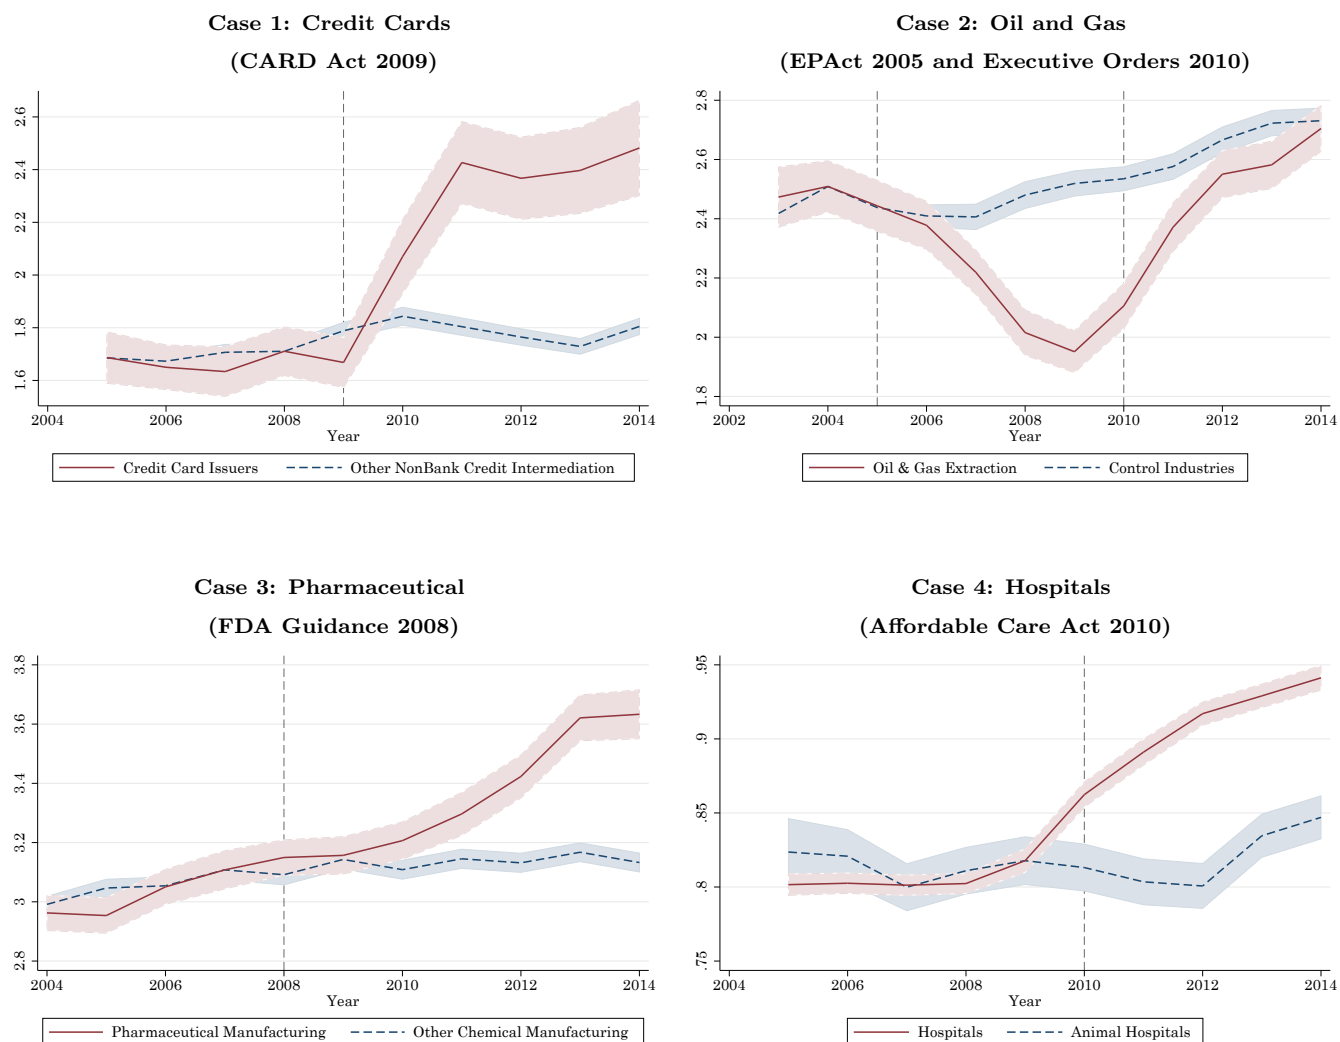 Case 1: Credit Cards
(CARD Act 2009)
2.6
2.4
2.2
2
1.8
1.6
2004 2006 2008 2010 2012 2014
Year
Credit Card Issuers Other NonBank Credit Intermediation
Case 2: Oil and Gas
(EPAct 2005 and Executive Orders 2010)
2.8
2.6
2.4
2.2
2
1.8
2002 2004 2006 2008 2010 2012 2014
Year
Oil & Gas Extraction Control Industries
Case 3: Pharmaceutical
(FDA Guidance 2008)
3.8
3.6
3.4
3.2
3
2.8
2004 2006 2008 2010 2012 2014
Year
Pharmaceutical Manufacturing Other Chemical Manufacturing
Case 4: Hospitals
(Affordable Care Act 2010)
.95
.9
.85
.8
.75
2004 2006 2008 2010 2012 2014
Year
Hospitals Animal Hospitals